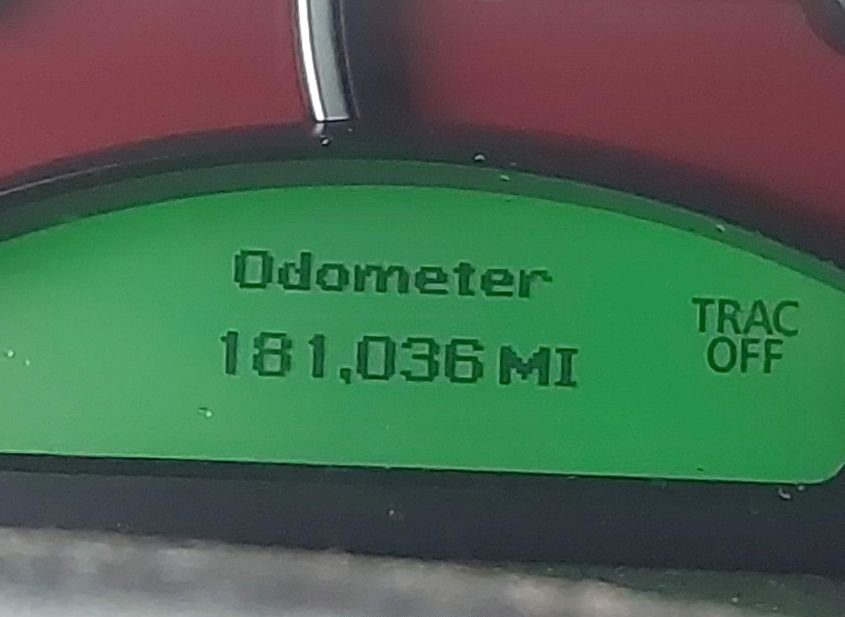 Odometer
181,036 MI
TRAC
OFF